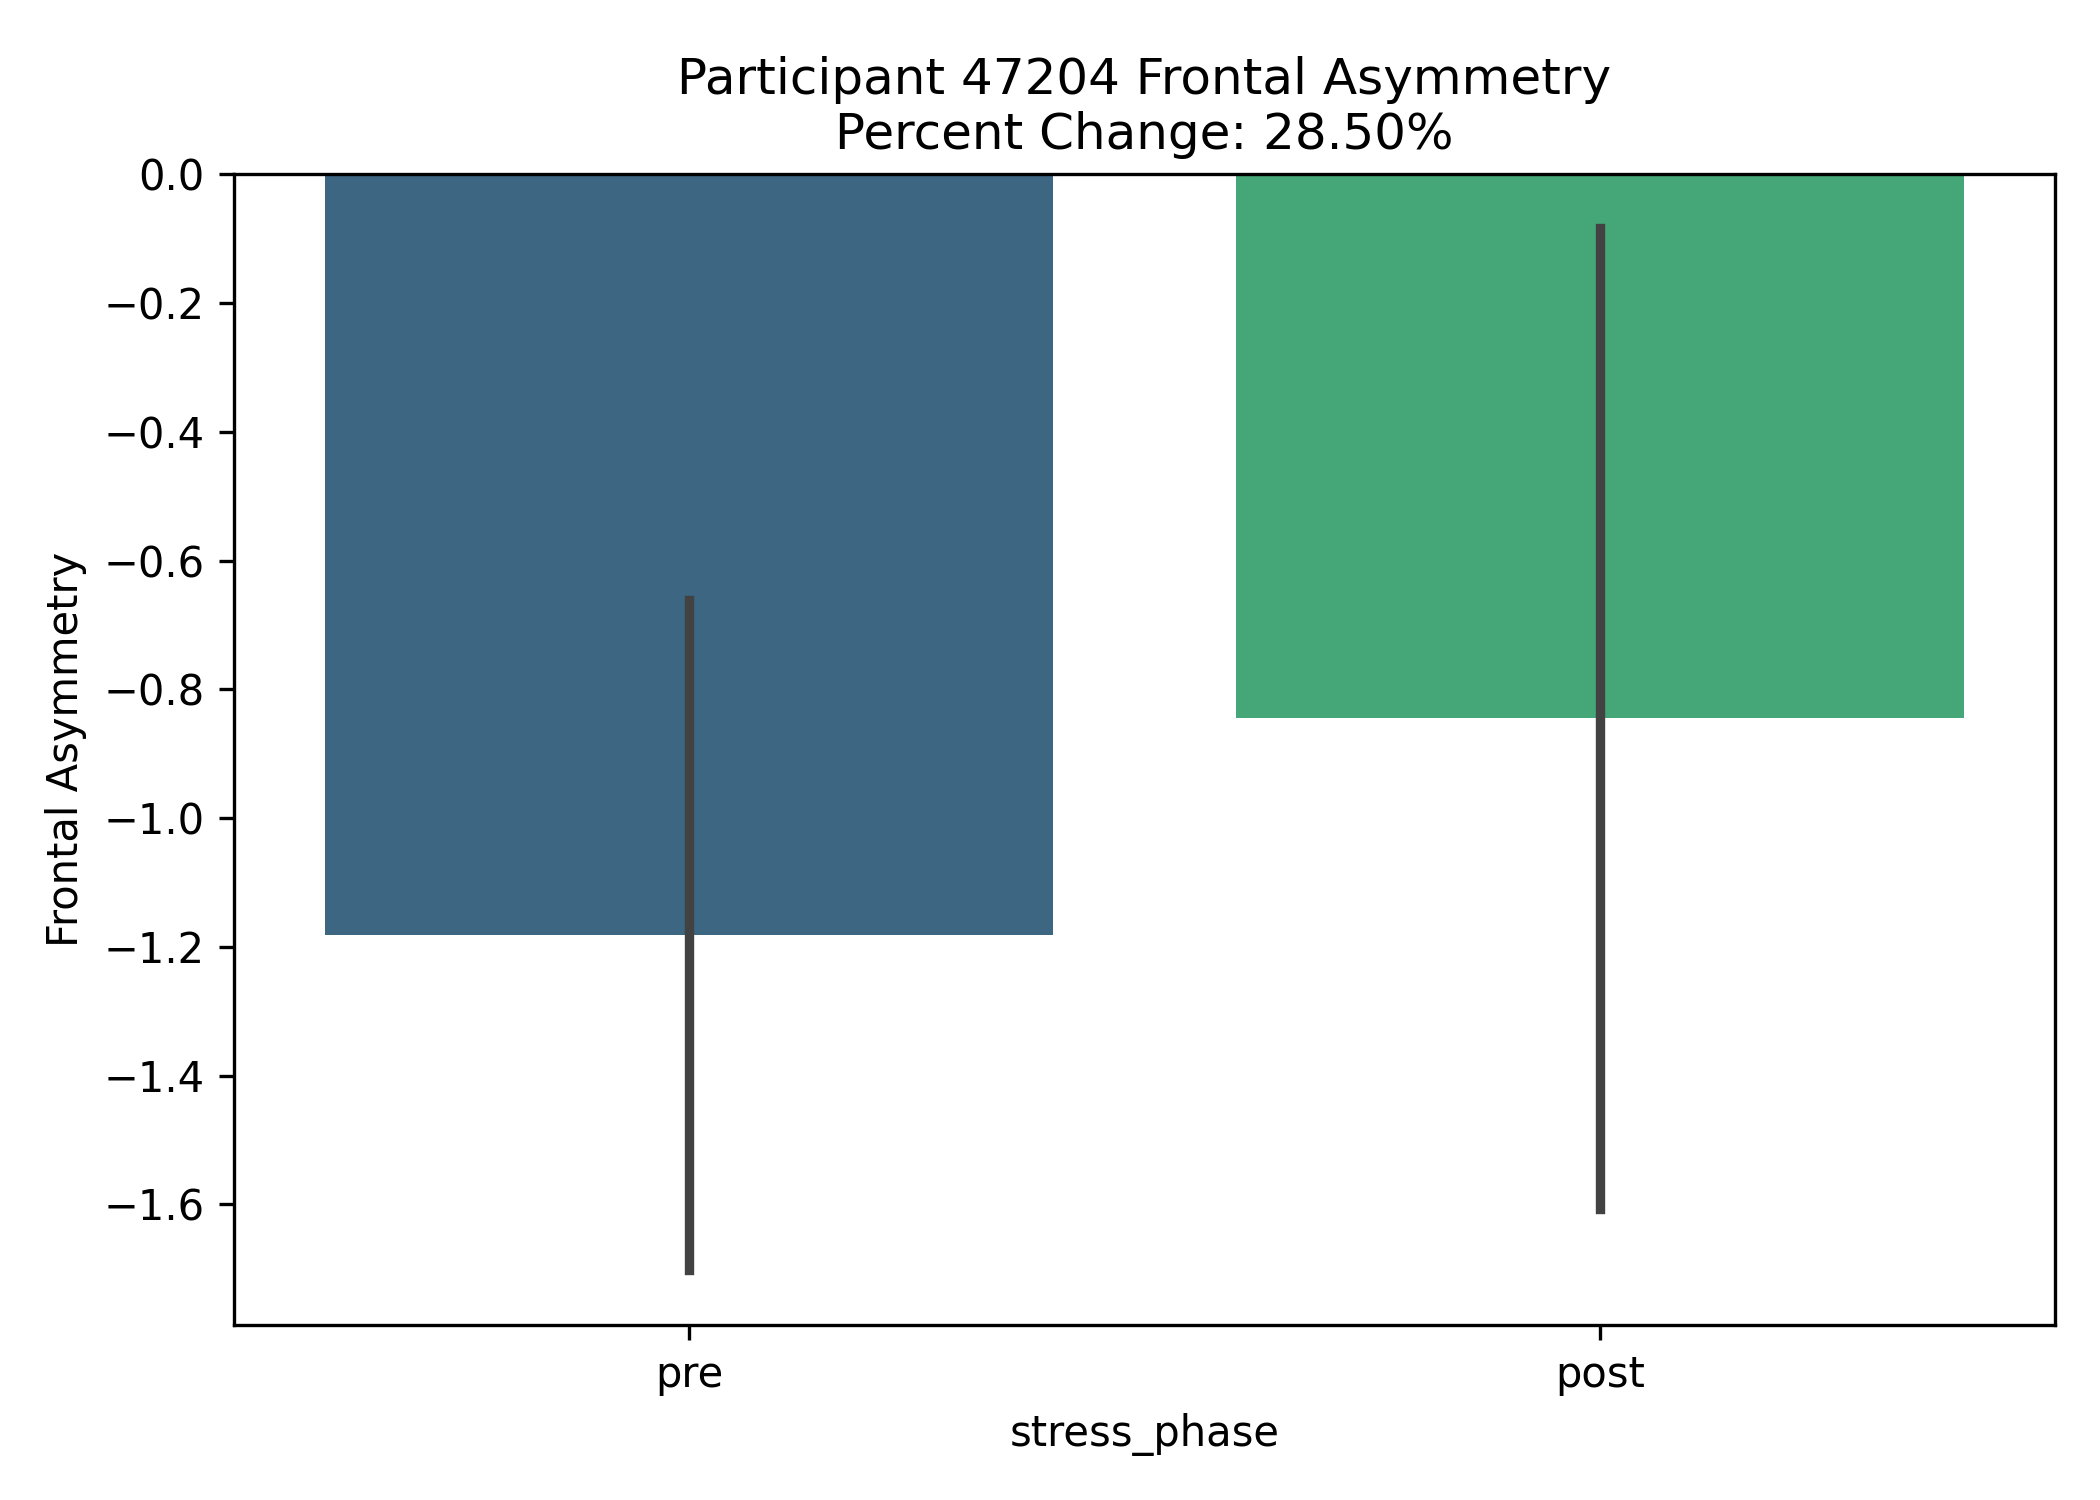 Participant 47204 Frontal Asymmetry
Percent Change: 28.50%
0.0
−0.2
−0.4
−0.6
−0.8
−1.0
−1.2
−1.4
−1.6
Frontal Asymmetry
pre
post
stress_phase